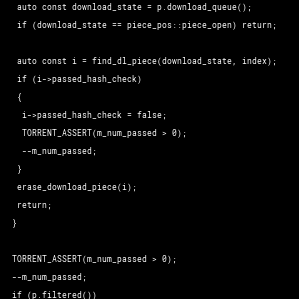 auto const download_state = p.download_queue();
if (download_state == piece_pos::piece_open) return;
auto const i = find_dl_piece(download_state, index);
if (i->passed_hash_check)
{
i->passed_hash_check = false;
TORRENT_ASSERT(m_num_passed > 0);
--m_num_passed;
}
erase_download_piece(i);
return;
}
TORRENT_ASSERT(m_num_passed > 0);
--m_num_passed;
if (p.filtered())